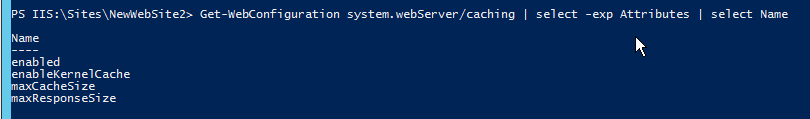 PS IIS:\Sites\NewWebSite2> Get-WebConfiguration system.webServer/caching | select -exp Attributes | select Name
Name
----
enabled
enableKernelCache
maxCacheSize
maxResponseSize